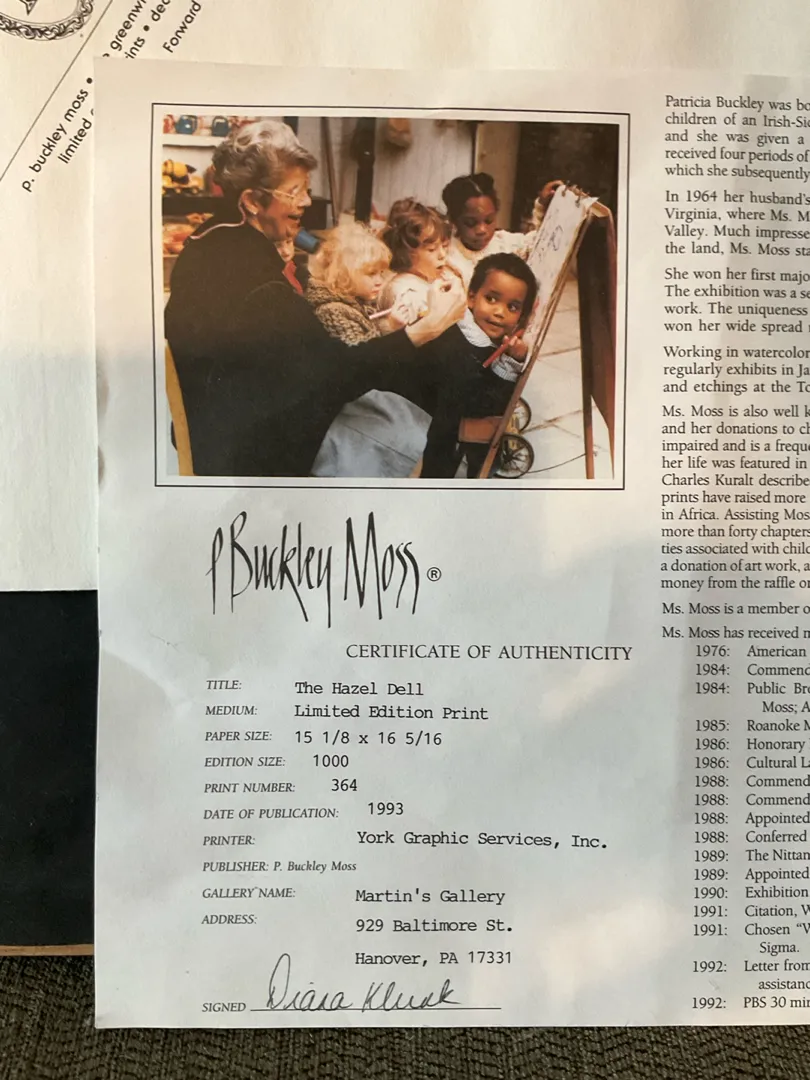 p. buckley moss •
limited
greenwi
ints • dec
Forward
P Buckley Moss ®
CERTIFICATE OF AUTHENTICITY
TITLE: The Hazel Dell
MEDIUM: Limited Edition Print
PAPER SIZE: 15 1/8 x 16 5/16
EDITION SIZE: 1000
PRINT NUMBER: 364
DATE OF PUBLICATION: 1993
PRINTER: York Graphic Services, Inc.
PUBLISHER: P. Buckley Moss
GALLERY NAME: Martin's Gallery
ADDRESS: 929 Baltimore St.
Hanover, PA 17331
SIGNED Diana
Patricia Buckley was bo
children of an Irish-Sic
and she was given a
received four periods of
which she subsequently
In 1964 her husband's
Virginia, where Ms. M
Valley. Much impresse
the land, Ms. Moss sta
She won her first majo
The exhibition was a se
work. The uniqueness
won her wide spread
Working in watercolor
regularly exhibits in Ja
and etchings at the To
Ms. Moss is also well k
and her donations to ch
impaired and is a freque
her life was featured in
Charles Kuralt describe
prints have raised more
in Africa. Assisting Mos
more than forty chapters
ties associated with child
a donation of art work, a
money from the raffle or
Ms. Moss is a member o
Ms. Moss has received m
1976: American
1984: Commenc
1984: Public Bro
Moss; A
1985: Roanoke M
1986: Honorary
1986: Cultural La
1988: Commend
1988: Commend
1988: Appointed
1988: Conferred
1989: The Nittan
1989: Appointed
1990: Exhibition
1991: Citation, W
1991: Chosen "W
Sigma.
1992: Letter from
assistanc
1992: PBS 30 min